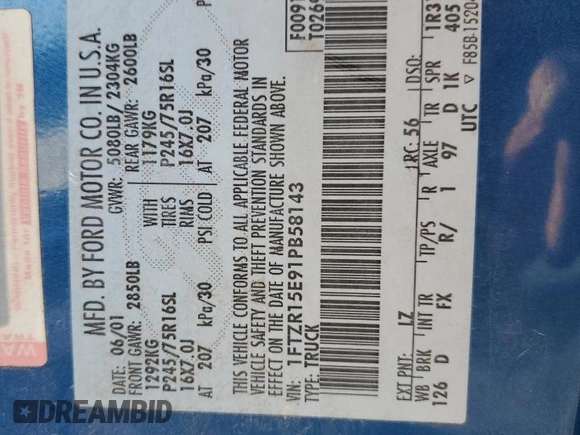 MFD. BY FORD MOTOR CO. IN U.S.A.
DATE: 06/01 GVWR: 5080LB/ 2304KG
FRONT GAWR: 2850LB REAR GAWR: 2600LB
1292KG WITH 1179KG
P245/75R16SL TIRES P245/75R16SL
16X7.0J RIMS 16X7.0J
AT 207 kPa/30 PSI COLD AT 207 kPa/30
THIS VEHICLE CONFORMS TO ALL APPLICABLE FEDERAL MOTOR
VEHICLE SAFETY AND THEFT PREVENTION STANDARDS IN
EFFECT ON THE DATE OF MANUFACTURE SHOWN ABOVE.
VIN: 1FTZR15E91PB58143
TYPE: TRUCK
F0091
EXT PNT: LZ RC: 56 DSO:
WB BRK INT TR TP/PS R AXLE TR SPR
126 D FX R/ 1 97 D 1K 405
UTC
DREAMBID